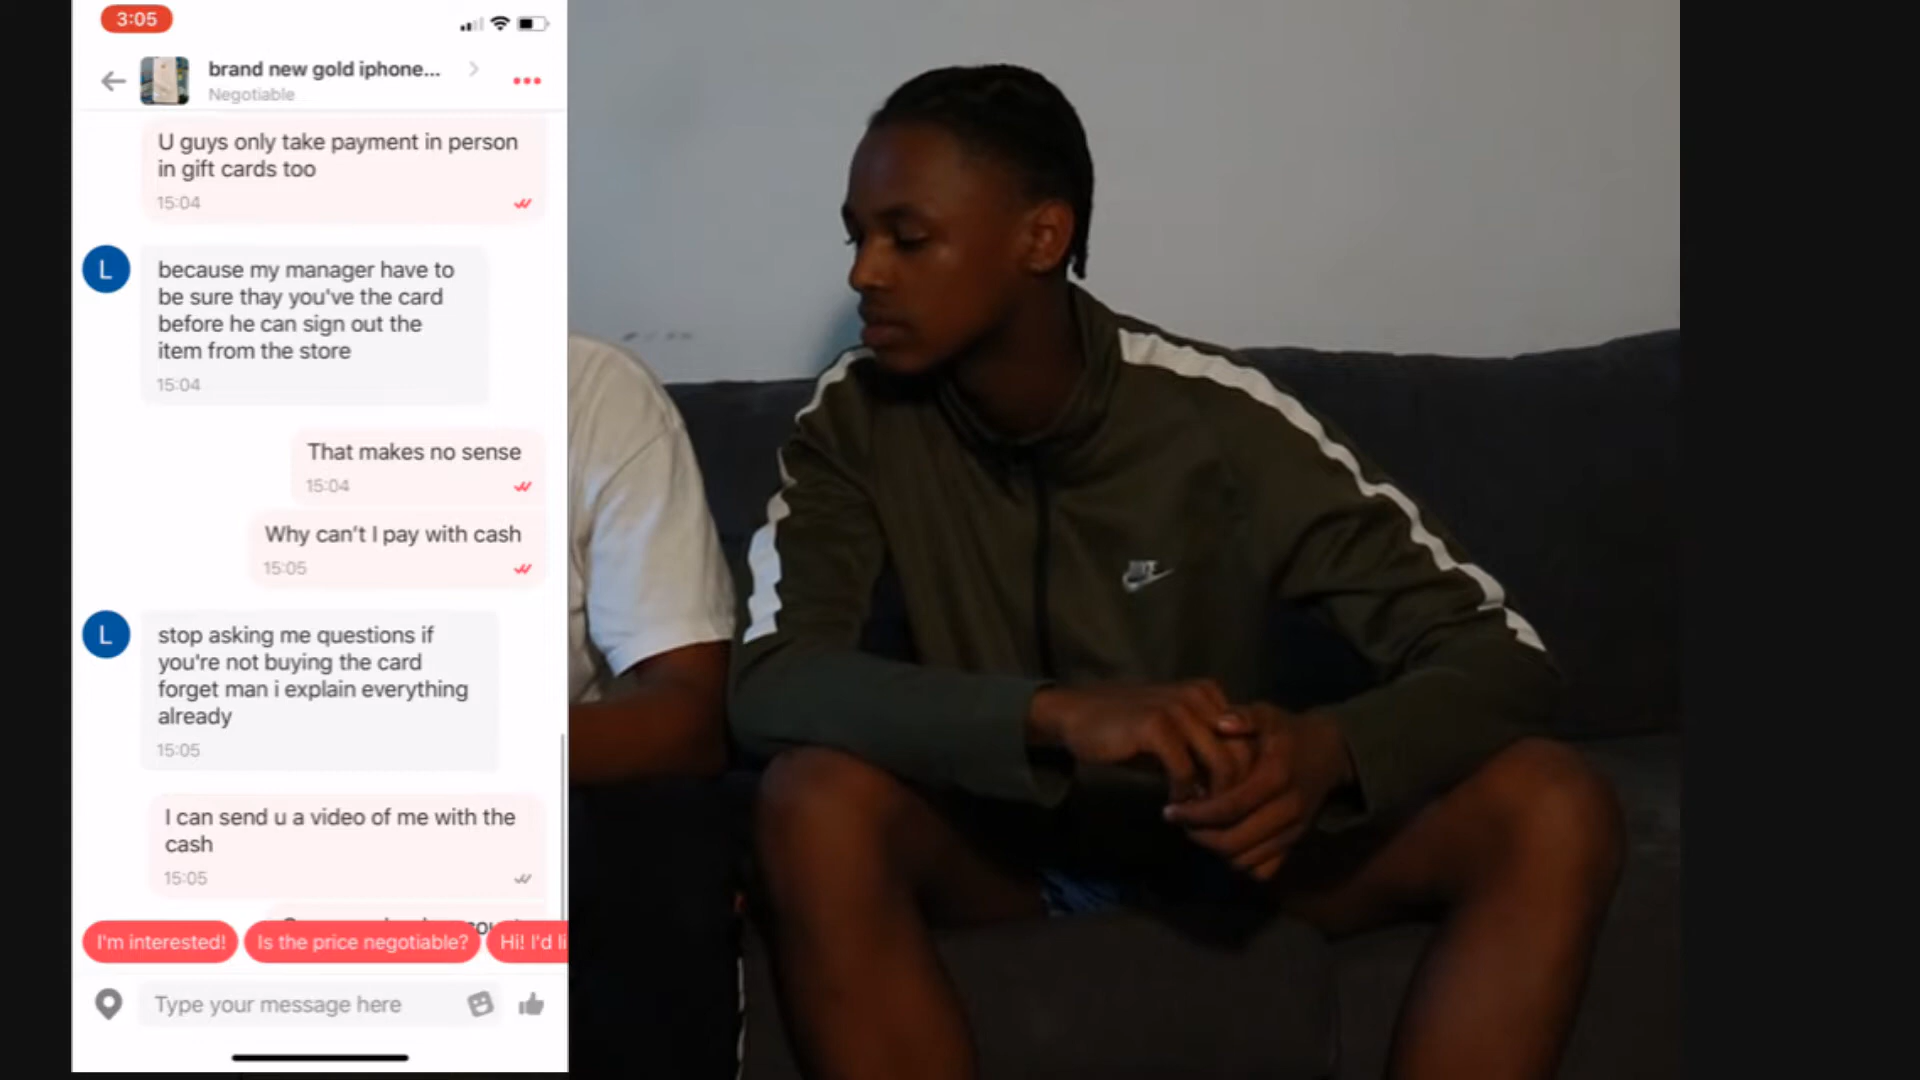 3:05
brand new gold iphone...
Negotiable
U guys only take payment in person
in gift cards too
15:04
L
because my manager have to
be sure thay you've the card
before he can sign out the
item from the store
15:04
That makes no sense
15:04
Why can't I pay with cash
15:05
L
stop asking me questions if
you're not buying the card
forget man i explain everything
already
15:05
I can send u a video of me with the
cash
15:05
I'm interested! Is the price negotiable? Hi! I'd li
Type your message here
NIKE